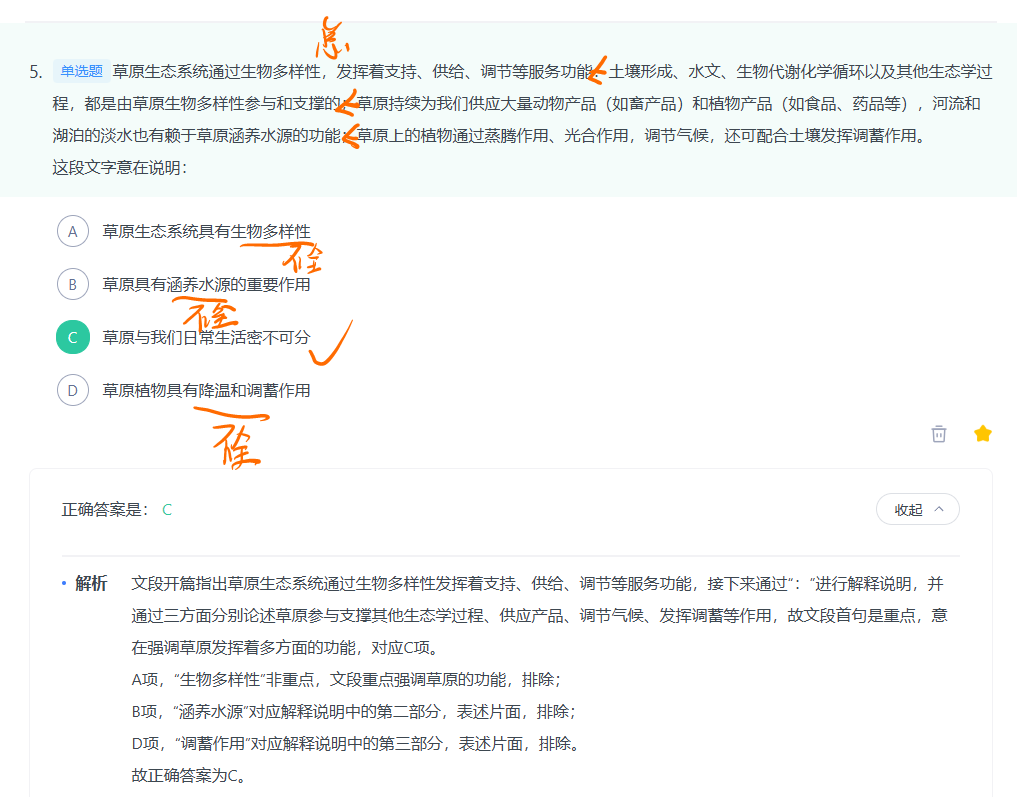 总
5. 单选题 草原生态系统通过生物多样性，发挥着支持、供给、调节等服务功能：土壤形成、水文、生物代谢化学循环以及其他生态学过
程，都是由草原生物多样性参与和支撑的；草原持续为我们供应大量动物产品（如畜产品）和植物产品（如食品、药品等），河流和
湖泊的淡水也有赖于草原涵养水源的功能；草原上的植物通过蒸腾作用、光合作用，调节气候，还可配合土壤发挥调蓄作用。
这段文字意在说明：
A 草原生态系统具有生物多样性
B 草原具有涵养水源的重要作用
C 草原与我们日常生活密不可分
D 草原植物具有降温和调蓄作用
正确答案是： C
收起
解析 文段开篇指出草原生态系统通过生物多样性发挥着支持、供给、调节等服务功能，接下来通过“：”进行解释说明，并
通过三方面分别论述草原参与支撑其他生态学过程、供应产品、调节气候、发挥调蓄等作用，故文段首句是重点，意
在强调草原发挥着多方面的功能，对应C项。
A项，“生物多样性”非重点，文段重点强调草原的功能，排除；
B项，“涵养水源”对应解释说明中的第二部分，表述片面，排除；
D项，“调蓄作用”对应解释说明中的第三部分，表述片面，排除。
故正确答案为C。